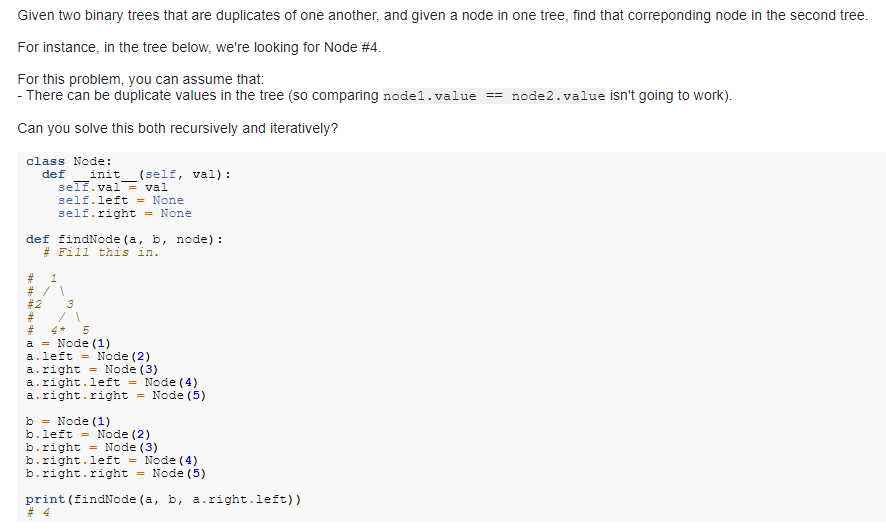 Given two binary trees that are duplicates of one another, and given a node in one tree, find that correponding node in the second tree.
For instance, in the tree below, we're looking for Node #4.
For this problem, you can assume that:
- There can be duplicate values in the tree (so comparing node1.value == node2.value isn't going to work).
Can you solve this both recursively and iteratively?
class Node:
  def __init__(self, val):
    self.val = val
    self.left = None
    self.right = None
def findNode(a, b, node):
  # Fill this in.
#  1
# / \
#2   3
#   / \
#  4*  5
a = Node(1)
a.left = Node(2)
a.right = Node(3)
a.right.left = Node(4)
a.right.right = Node(5)
b = Node(1)
b.left = Node(2)
b.right = Node(3)
b.right.left = Node(4)
b.right.right = Node(5)
print(findNode(a, b, a.right.left))
# 4